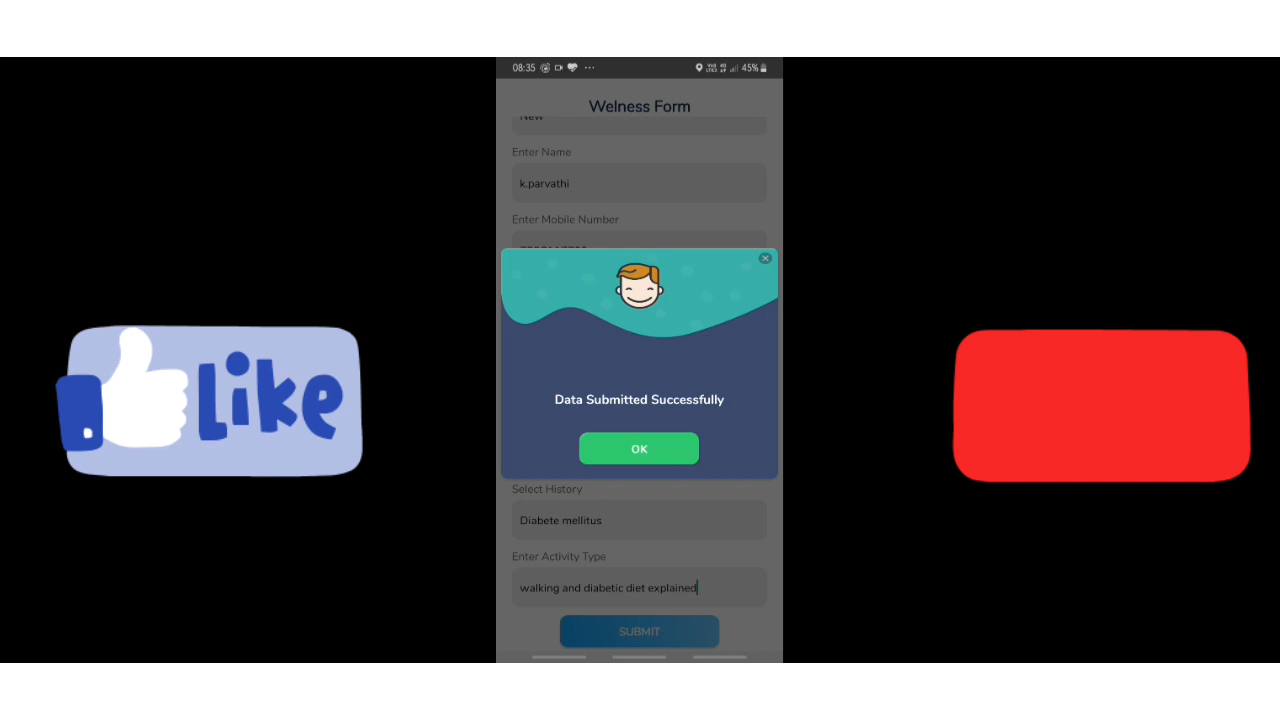 08:35 45%
Welness Form
New
Enter Name
k.parvathi
Enter Mobile Number
Like
Data Submitted Successfully
OK
Select History
Diabete mellitus
Enter Activity Type
walking and diabetic diet explained
SUBMIT